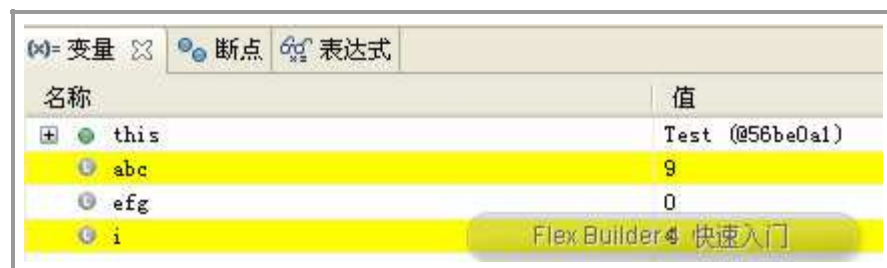 (x)= 变量 断点 表达式
名称 值
this Test (@56be0a1)
abc 9
efg 0
i 4
Flex Builder 4 快速入门